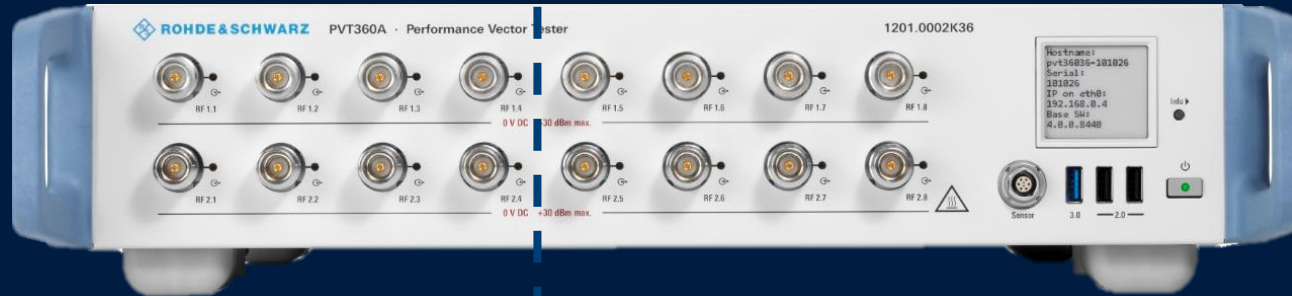 ROHDE&SCHWARZ PVT360A · Performance Vector Tester 1201.0002K36
RF 1.1 RF 1.2 RF 1.3 RF 1.4 RF 1.5 RF 1.6 RF 1.7 RF 1.8
0 V DC +30 dBm max.
RF 2.1 RF 2.2 RF 2.3 RF 2.4 RF 2.5 RF 2.6 RF 2.7 RF 2.8
0 V DC +30 dBm max.
Hostname:
pvt36036-101026
Serial:
101026
IP on eth0:
192.168.0.4
Base SW:
4.0.0.8440
Info
Sensor 3.0 2.0